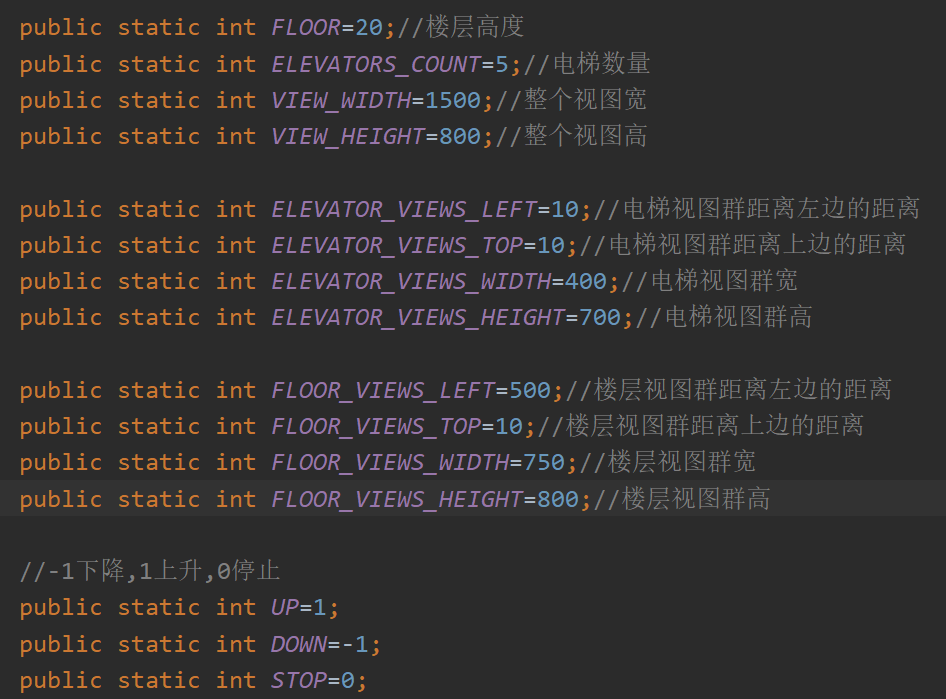 public static int FLOOR=20;//楼层高度
public static int ELEVATORS_COUNT=5;//电梯数量
public static int VIEW_WIDTH=1500;//整个视图宽
public static int VIEW_HEIGHT=800;//整个视图高
public static int ELEVATOR_VIEWS_LEFT=10;//电梯视图群距离左边的距离
public static int ELEVATOR_VIEWS_TOP=10;//电梯视图群距离上边的距离
public static int ELEVATOR_VIEWS_WIDTH=400;//电梯视图群宽
public static int ELEVATOR_VIEWS_HEIGHT=700;//电梯视图群高
public static int FLOOR_VIEWS_LEFT=500;//楼层视图群距离左边的距离
public static int FLOOR_VIEWS_TOP=10;//楼层视图群距离上边的距离
public static int FLOOR_VIEWS_WIDTH=750;//楼层视图群宽
public static int FLOOR_VIEWS_HEIGHT=800;//楼层视图群高
//-1下降,1上升,0停止
public static int UP=1;
public static int DOWN=-1;
public static int STOP=0;